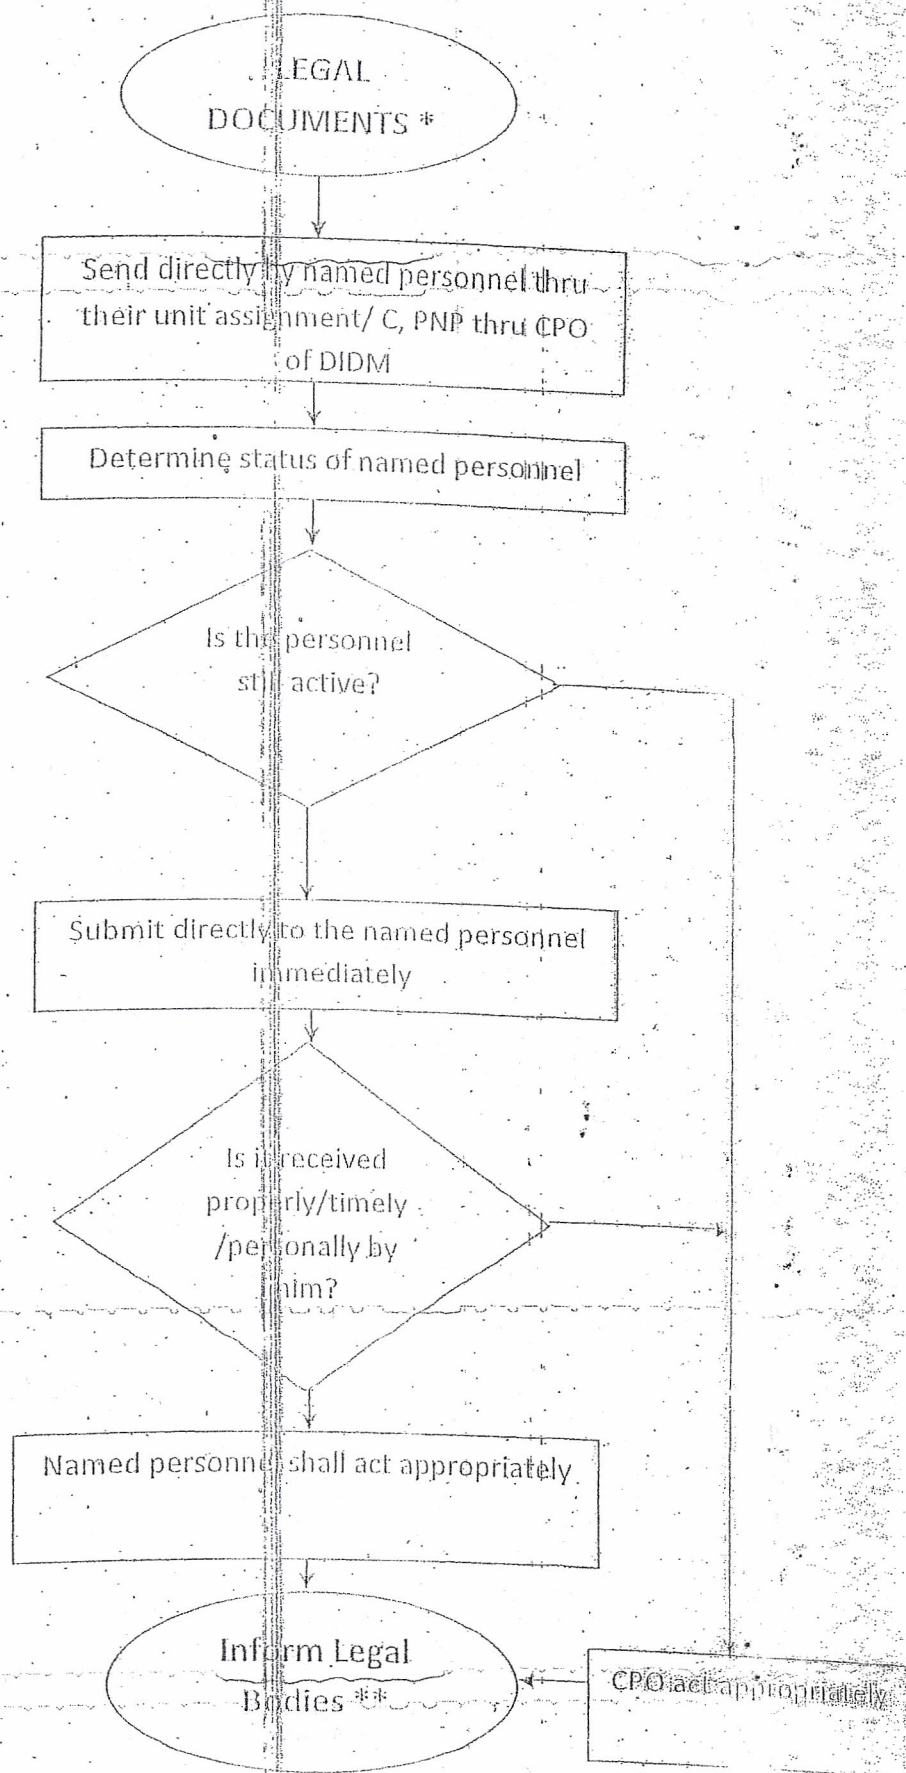 LEGAL
DOCUMENTS *
Send directly by named personnel thru
their unit assignment/ C, PNP thru CPO
of DIDM
Determine status of named personnel
Is the personnel
still active?
Submit directly to the named personnel
immediately
Is it received
properly/timely
/personally by
him?
Named personnel shall act appropriately
Inform Legal
Bodies **
CPO act appropriately